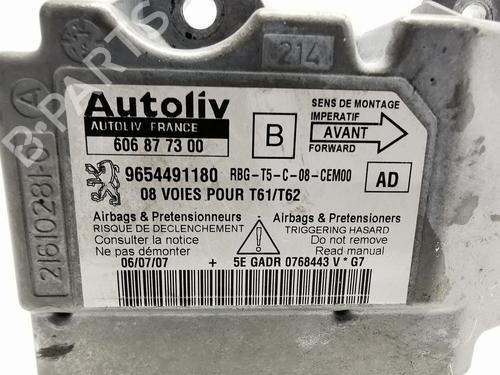 214
Autoliv
AUTOLIV FRANCE
606 87 73 00
B
SENS DE MONTAGE
IMPERATIF
AVANT
FORWARD
9654491180 RBG-T5-C-08-CEM00
AD
08 VOIES POUR T61/T62
Airbags & Pretensionneurs
RISQUE DE DECLENCHEMENT
Consulter la notice
Ne pas démonter
Airbags & Pretensioners
TRIGGERING HASARD
Do not remove
Read manual
06/07/07 + 5E GADR 0768443 V * G7
B-PARTS